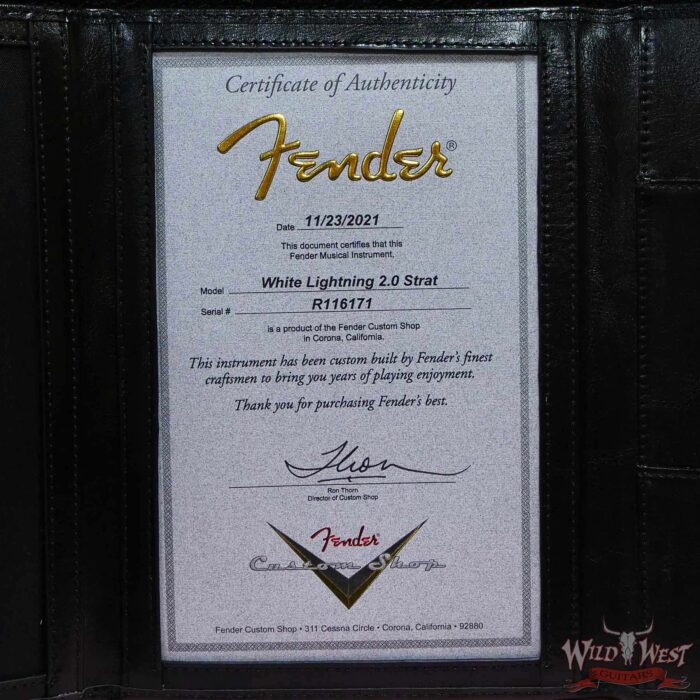 Certificate of Authenticity
Fender®
Date 11/23/2021
This document certifies that this
Fender Musical Instrument,
Model White Lightning 2.0 Strat
Serial # R116171
is a product of the Fender Custom Shop
in Corona, California.
This instrument has been custom built by Fender's finest
craftsmen to bring you years of playing enjoyment.
Thank you for purchasing Fender's best.
Ron Thorn
Director of Custom Shop
Fender
Custom Shop
Fender Custom Shop • 311 Cessna Circle • Corona, California • 92880
WILD WEST
GUITARS